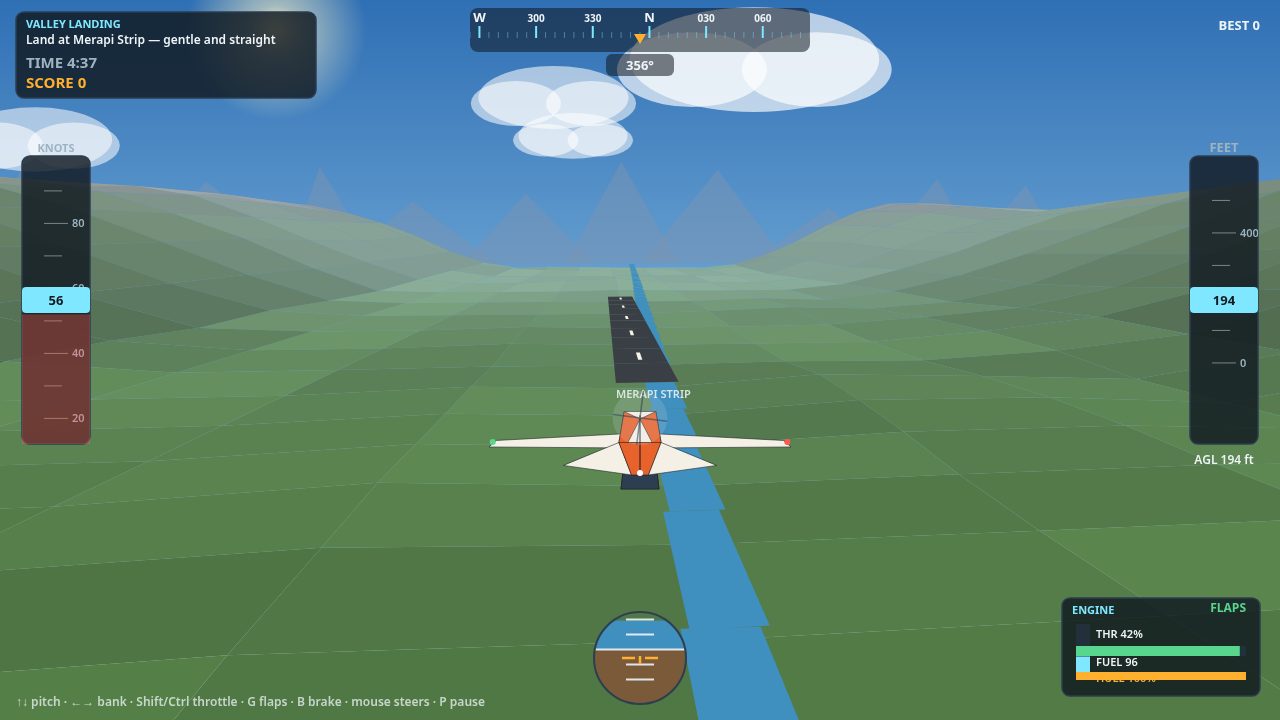 VALLEY LANDING
Land at Merapi Strip — gentle and straight
TIME 4:37
SCORE 0
W 300 330 N 030 060
356°
BEST 0
KNOTS
80
60
56
40
20
FEET
400
194
0
AGL 194 ft
MERAPI STRIP
ENGINE FLAPS
THR 42%
FUEL 96
↑↓ pitch · ←→ bank · Shift/Ctrl throttle · G flaps · B brake · mouse steers · P pause